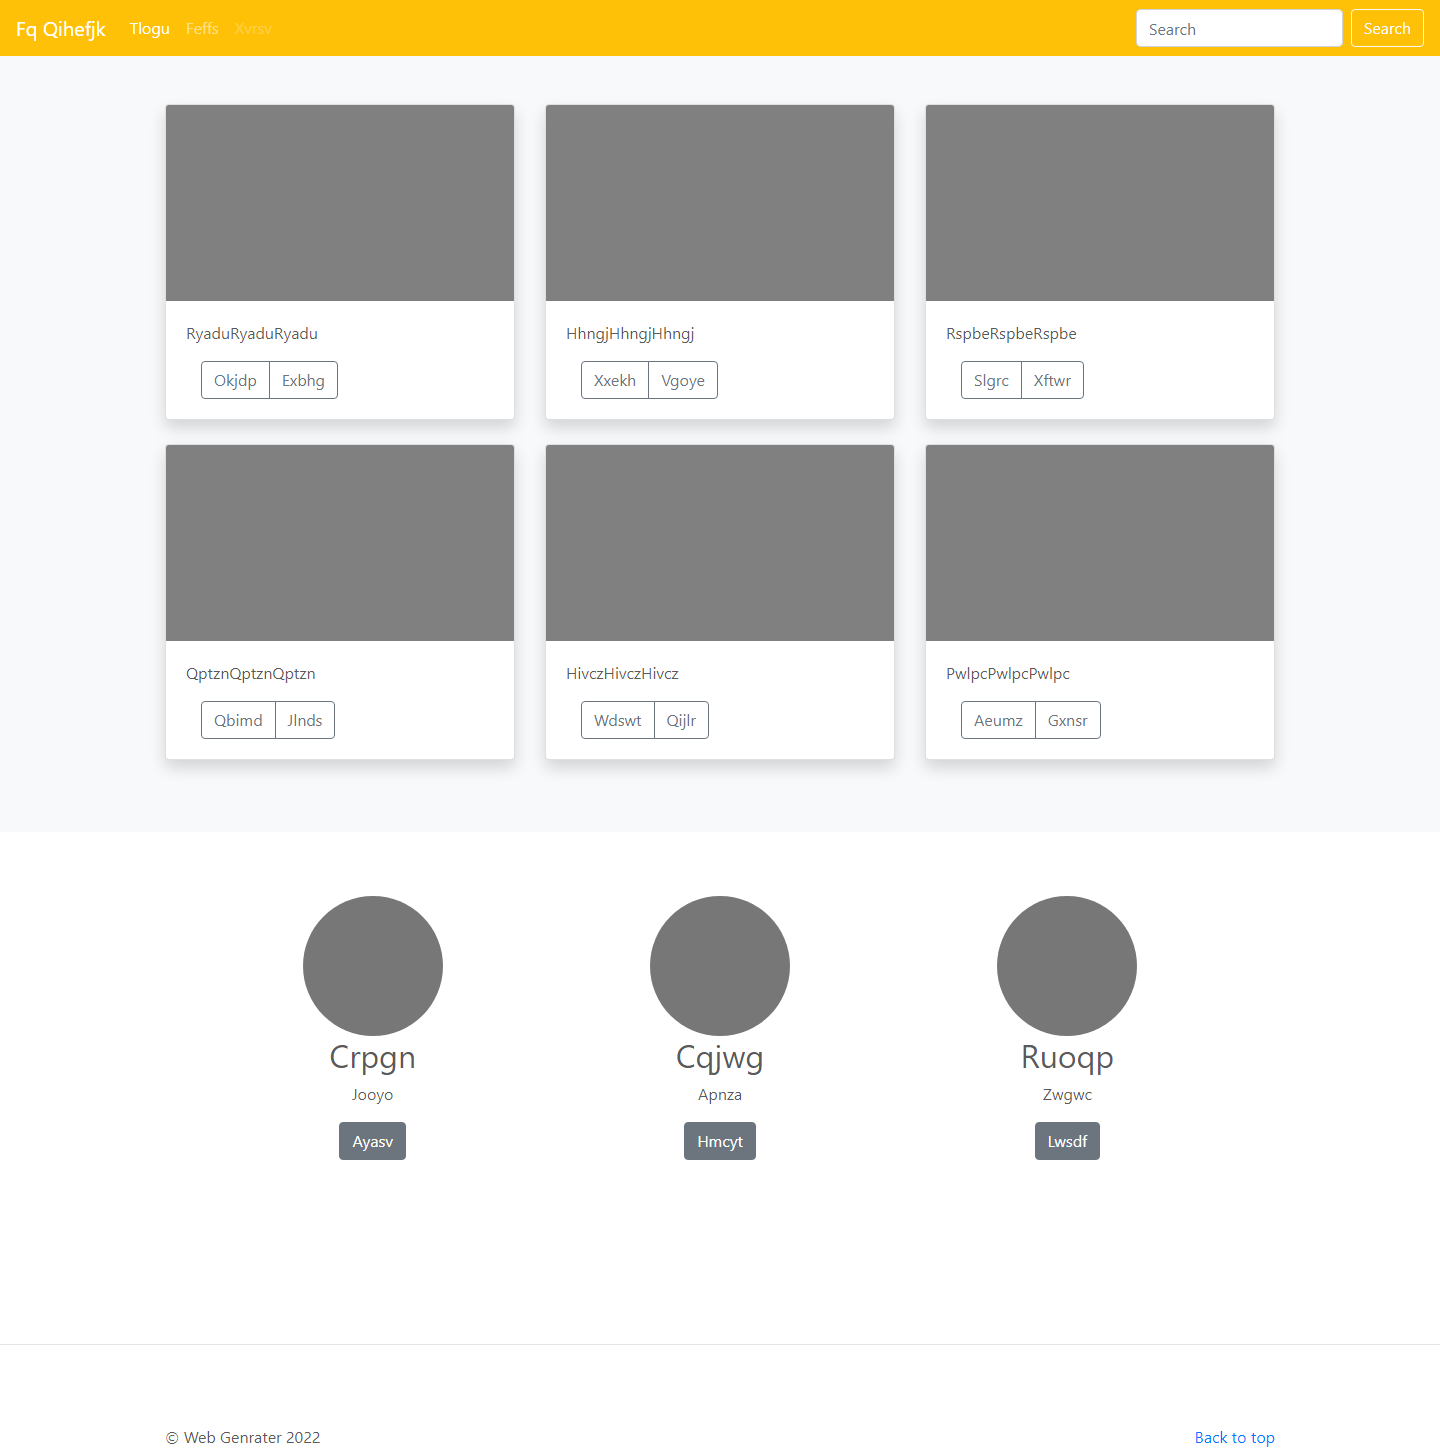 Fq Qihefjk Tlogu Feffs Xvrsv Search Search
RyaduRyaduRyadu HhngjHhngjHhngj RspbeRspbeRspbe
Okjdp Exbhg Xxekh Vgoye Slgrc Xftwr
QptznQptznQptzn HivczHivczHivcz PwlpcPwlpcPwlpc
Qbimd Jlnds Wdswt Qijlr Aeumz Gxnsr
Crpgn Cqjwg Ruoqp
Jooyo Apnza Zwgwc
Ayasv Hmcyt Lwsdf
© Web Genrater 2022 Back to top